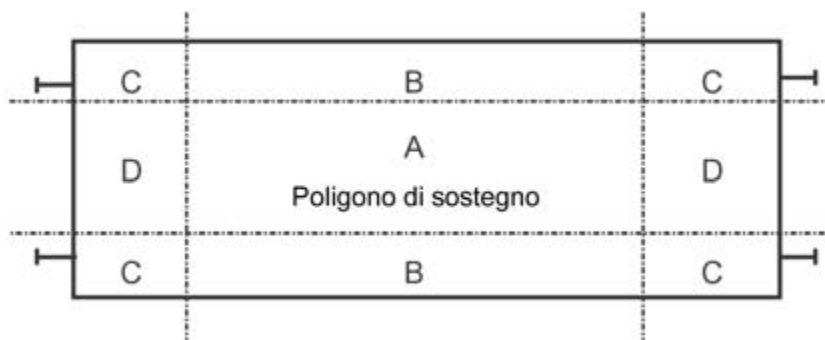 C B C
A
D D
Poligono di sostegno
C B C